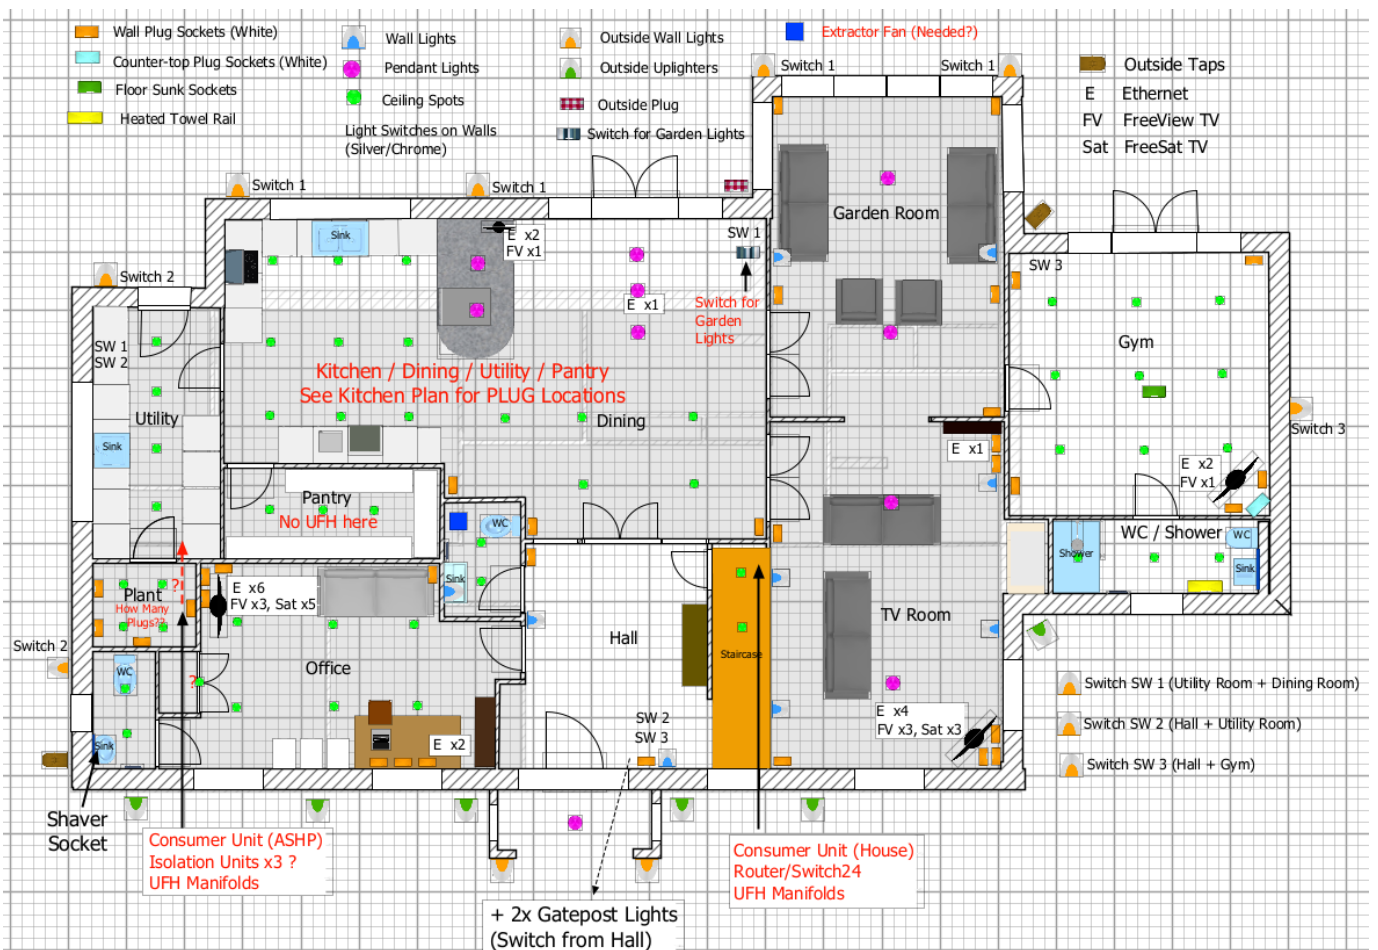 Wall Plug Sockets (White)
Counter-top Plug Sockets (White)
Floor Sunk Sockets
Heated Towel Rail
Wall Lights
Pendant Lights
Ceiling Spots
Light Switches on Walls
(Silver/Chrome)
Outside Wall Lights
Outside Uplighters
Outside Plug
Switch for Garden Lights
Extractor Fan (Needed?)
Outside Taps
E Ethernet
FV FreeView TV
Sat FreeSat TV
Switch 1
Switch 1
Switch 1
Switch 1
Switch 2
Sink
E x2
FV x1
SW 1
E x1
Switch for
Garden
Lights
Garden Room
SW 3
Gym
SW 1
SW 2
Kitchen / Dining / Utility / Pantry
See Kitchen Plan for PLUG Locations
Utility
Dining
Sink
Switch 3
E x1
E x2
FV x1
Pantry
No UFH here
WC
WC / Shower
WC
Shower
Sink
Sink
?
Plant
How Many
Plugs??
E x6
FV x3, Sat x5
TV Room
Hall
Switch 2
Staircase
WC
Office
?
Switch SW 1 (Utility Room + Dining Room)
Switch SW 2 (Hall + Utility Room)
Switch SW 3 (Hall + Gym)
E x4
FV x3, Sat x3
SW 2
SW 3
Sink
E x2
Shaver
Socket
Consumer Unit (ASHP)
Isolation Units x3 ?
UFH Manifolds
Consumer Unit (House)
Router/Switch24
UFH Manifolds
+ 2x Gatepost Lights
(Switch from Hall)